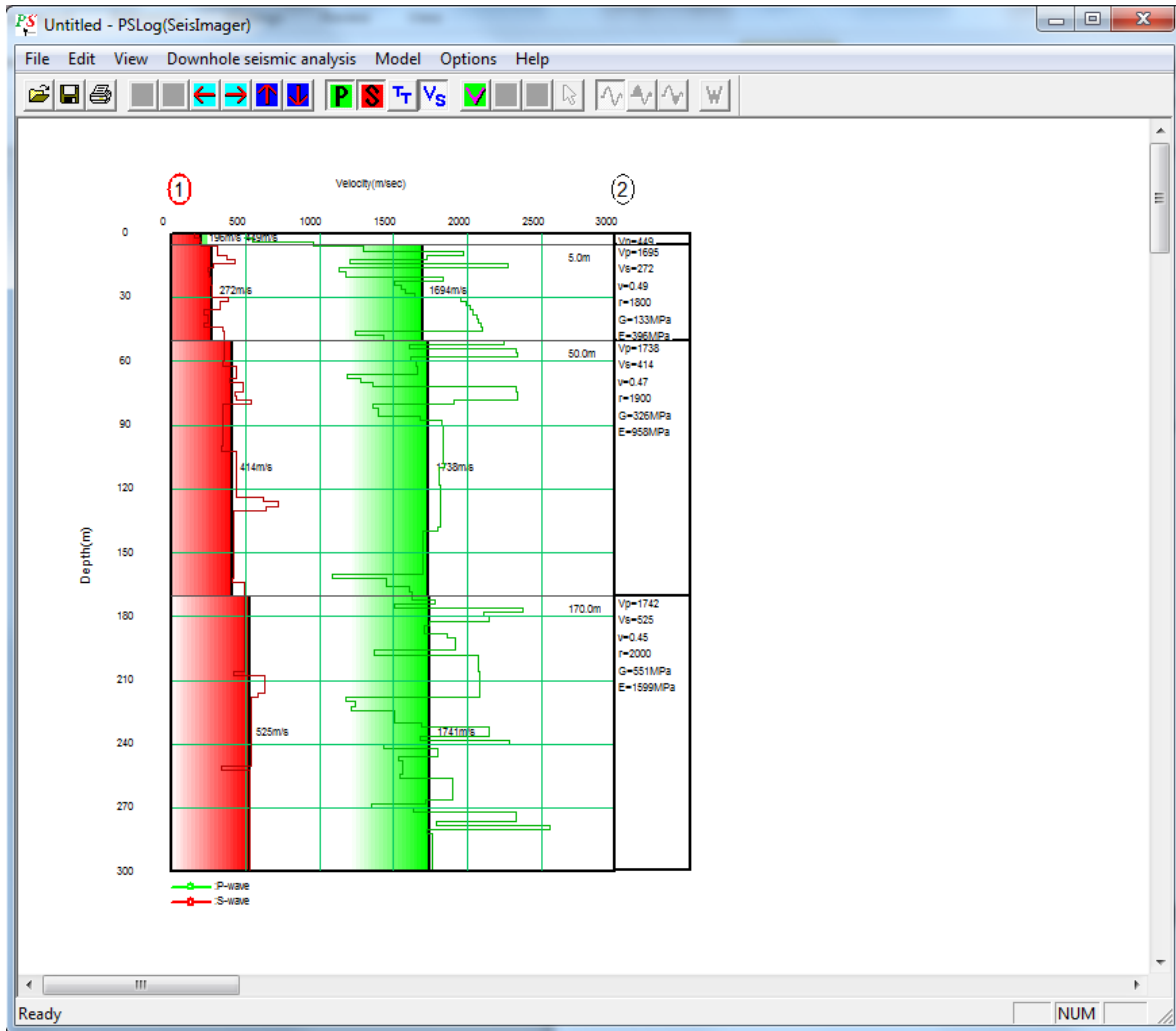 Untitled - PSLog(SeisImager)
File Edit View Downhole seismic analysis Model Options Help
P S TT Vs V W
1 Velocity(m/sec) 2
0 500 1000 1500 2000 2500 3000
0
196m/s 449m/s
Vp=449
5.0m
Vp=1695
Vs=272
v=0.49
r=1800
G=133MPa
E=396MPa
30
272m/s 1694m/s
50.0m
Vp=1738
Vs=414
v=0.47
r=1900
G=326MPa
E=958MPa
60
90
414m/s 1738m/s
120
Depth(m)
150
170.0m
Vp=1742
Vs=525
v=0.45
r=2000
G=551MPa
E=1599MPa
180
210
525m/s 1741m/s
240
270
300
:P-wave
:S-wave
Ready
NUM